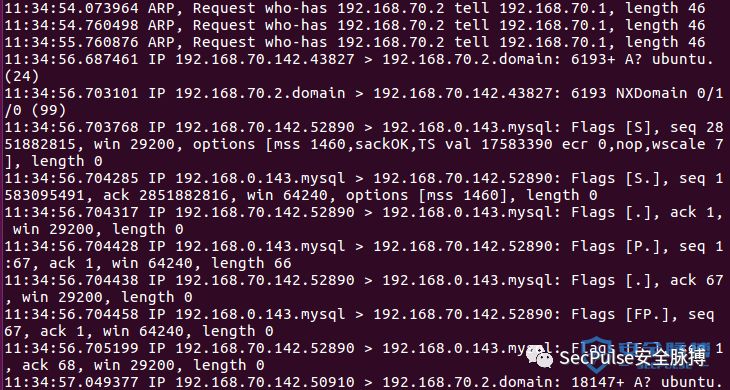 11:34:54.073964 ARP, Request who-has 192.168.70.2 tell 192.168.70.1, length 46
11:34:54.760498 ARP, Request who-has 192.168.70.2 tell 192.168.70.1, length 46
11:34:55.760876 ARP, Request who-has 192.168.70.2 tell 192.168.70.1, length 46
11:34:56.687461 IP 192.168.70.142.43827 > 192.168.70.2.domain: 6193+ A? ubuntu.
(24)
11:34:56.703101 IP 192.168.70.2.domain > 192.168.70.142.43827: 6193 NXDomain 0/1
/0 (99)
11:34:56.703768 IP 192.168.70.142.52890 > 192.168.0.143.mysql: Flags [S], seq 28
51882815, win 29200, options [mss 1460,sackOK,TS val 17583390 ecr 0,nop,wscale 7
], length 0
11:34:56.704285 IP 192.168.0.143.mysql > 192.168.70.142.52890: Flags [S.], seq 1
583095491, ack 2851882816, win 64240, options [mss 1460], length 0
11:34:56.704317 IP 192.168.70.142.52890 > 192.168.0.143.mysql: Flags [.], ack 1,
win 29200, length 0
11:34:56.704428 IP 192.168.0.143.mysql > 192.168.70.142.52890: Flags [P.], seq 1
:67, ack 1, win 64240, length 66
11:34:56.704438 IP 192.168.70.142.52890 > 192.168.0.143.mysql: Flags [.], ack 67
, win 29200, length 0
11:34:56.704458 IP 192.168.0.143.mysql > 192.168.70.142.52890: Flags [FP.], seq
67, ack 1, win 64240, length 0
11:34:56.705199 IP 192.168.70.142.52890 > 192.168.0.143.mysql: Flags [F.], seq 1
, ack 68, win 29200, length 0
SecPulse安全脉搏
11:34:57.049377 IP 192.168.70.142.50910 > 192.168.70.2.domain: 18147+ A? ubuntu.